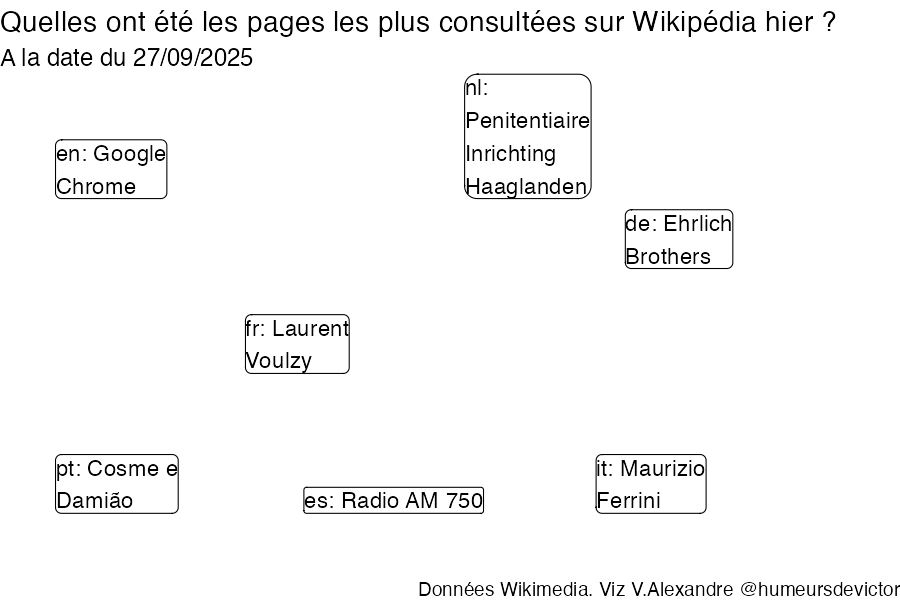 Quelles ont été les pages les plus consultées sur Wikipédia hier ?
A la date du 27/09/2025
nl:
Penitentiaire
Inrichting
Haaglanden
en: Google
Chrome
de: Ehrlich
Brothers
fr: Laurent
Voulzy
pt: Cosme e
Damião
es: Radio AM 750
it: Maurizio
Ferrini
Données Wikimedia. Viz V.Alexandre @humeursdevictor